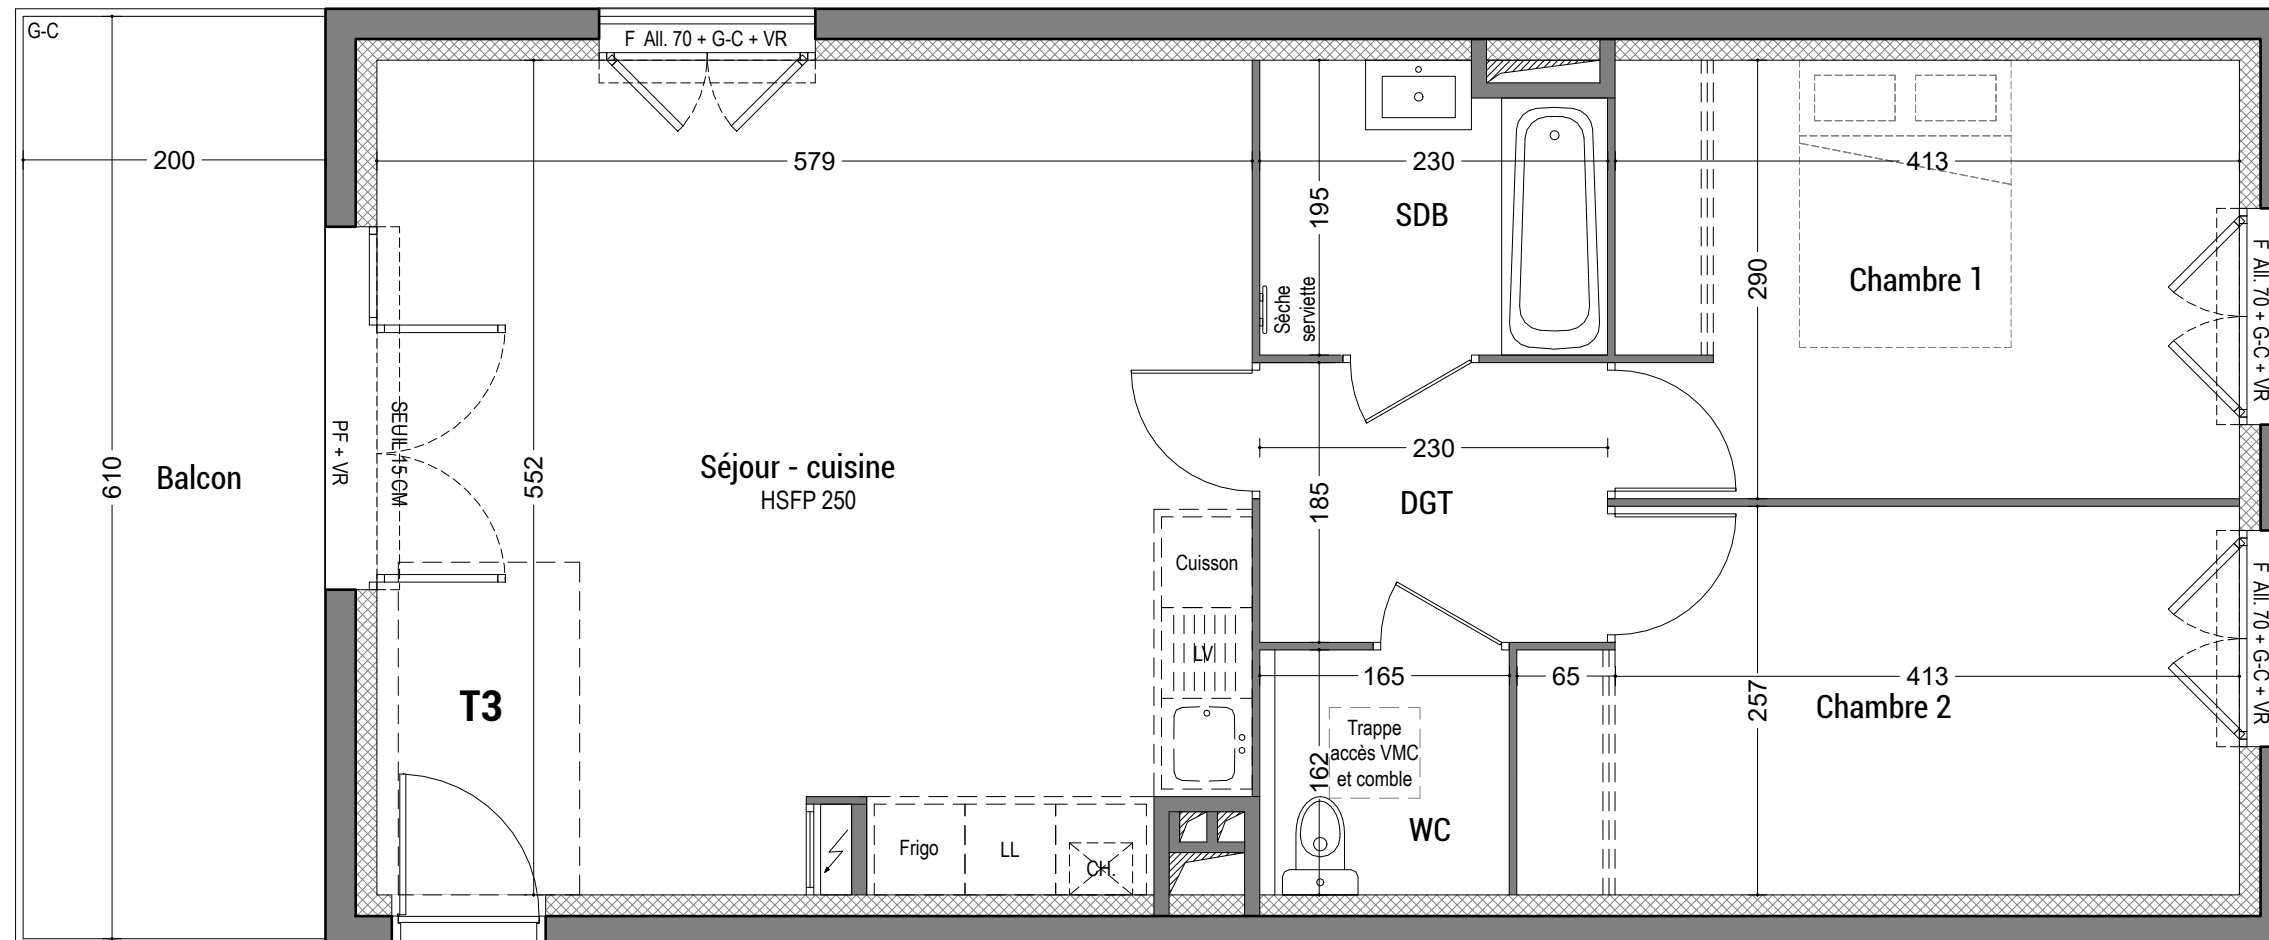 G-C
F All. 70 + G-C + VR
200
579
230
413
195
SDB
290
Chambre 1
F All. 70 + G-C + VR
Sèche
serviette
PF + VR
SEUIL 15 CM
610
Balcon
552
Séjour - cuisine
HSFP 250
230
185
DGT
Cuisson
LV
T3
165
65
413
257
Chambre 2
F All. 70 + G-C + VR
Trappe
accès VMC
et comble
162
WC
Frigo
LL
CH.